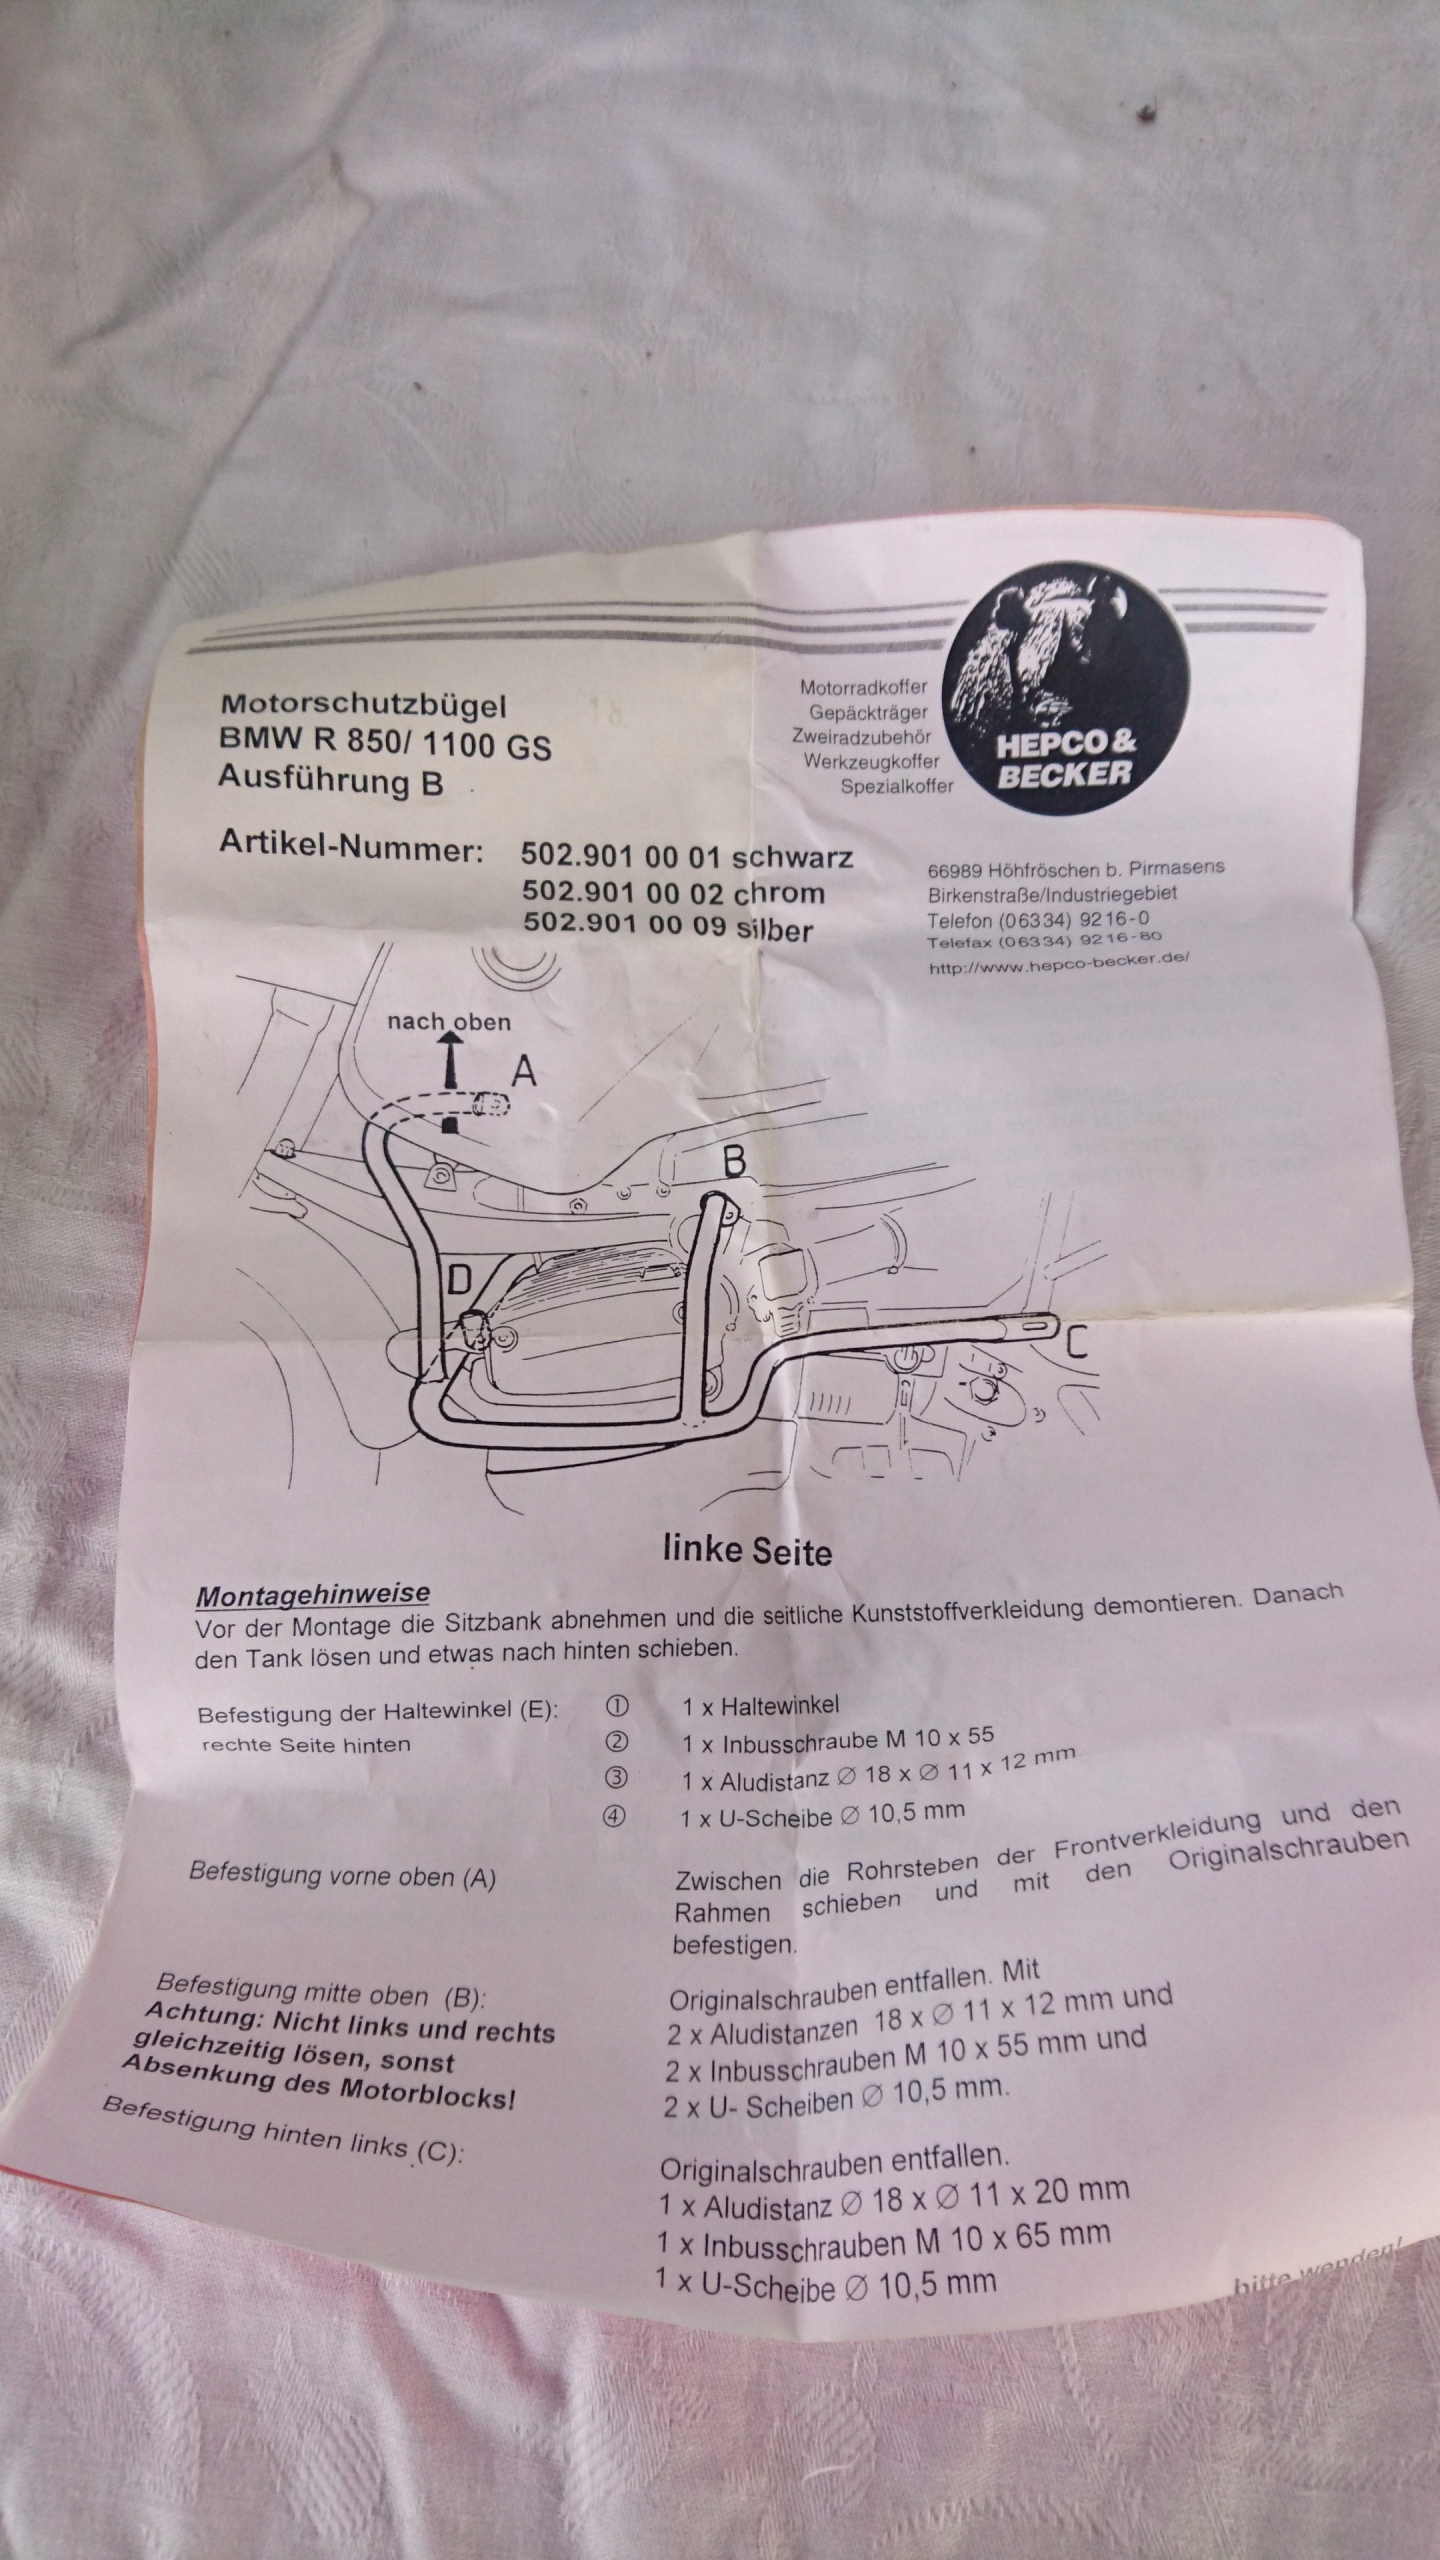 Motorschutzbügel
BMW R 850/ 1100 GS
Ausführung B
Motorradkoffer
Gepäckträger
Zweiradzubehör
Werkzeugkoffer
Spezialkoffer
HEPCO &
BECKER
Artikel-Nummer: 502.901 00 01 schwarz
502.901 00 02 chrom
502.901 00 09 silber
66989 Höhfröschen b. Pirmasens
Birkenstraße/Industriegebiet
Telefon (06334) 9216-0
Telefax (06334) 9216-80
http://www.hepco-becker.de/
nach oben
A
B
D
C
linke Seite
Montagehinweise
Vor der Montage die Sitzbank abnehmen und die seitliche Kunststoffverkleidung demontieren. Danach
den Tank lösen und etwas nach hinten schieben.
Befestigung der Haltewinkel (E): ① 1 x Haltewinkel
rechte Seite hinten ② 1 x Inbusschraube M 10 x 55
③ 1 x Aludistanz Ø 18 x Ø 11 x 12 mm
④ 1 x U-Scheibe Ø 10,5 mm
Befestigung vorne oben (A) Zwischen die Rohrsteben der Frontverkleidung und den
Rahmen schieben und mit den Originalschrauben
befestigen.
Befestigung mitte oben (B): Originalschrauben entfallen. Mit
Achtung: Nicht links und rechts 2 x Aludistanzen 18 x Ø 11 x 12 mm und
gleichzeitig lösen, sonst 2 x Inbusschrauben M 10 x 55 mm und
Absenkung des Motorblocks! 2 x U- Scheiben Ø 10,5 mm.
Befestigung hinten links (C): Originalschrauben entfallen.
1 x Aludistanz Ø 18 x Ø 11 x 20 mm
1 x Inbusschrauben M 10 x 65 mm
1 x U-Scheibe Ø 10,5 mm
bitte wenden!